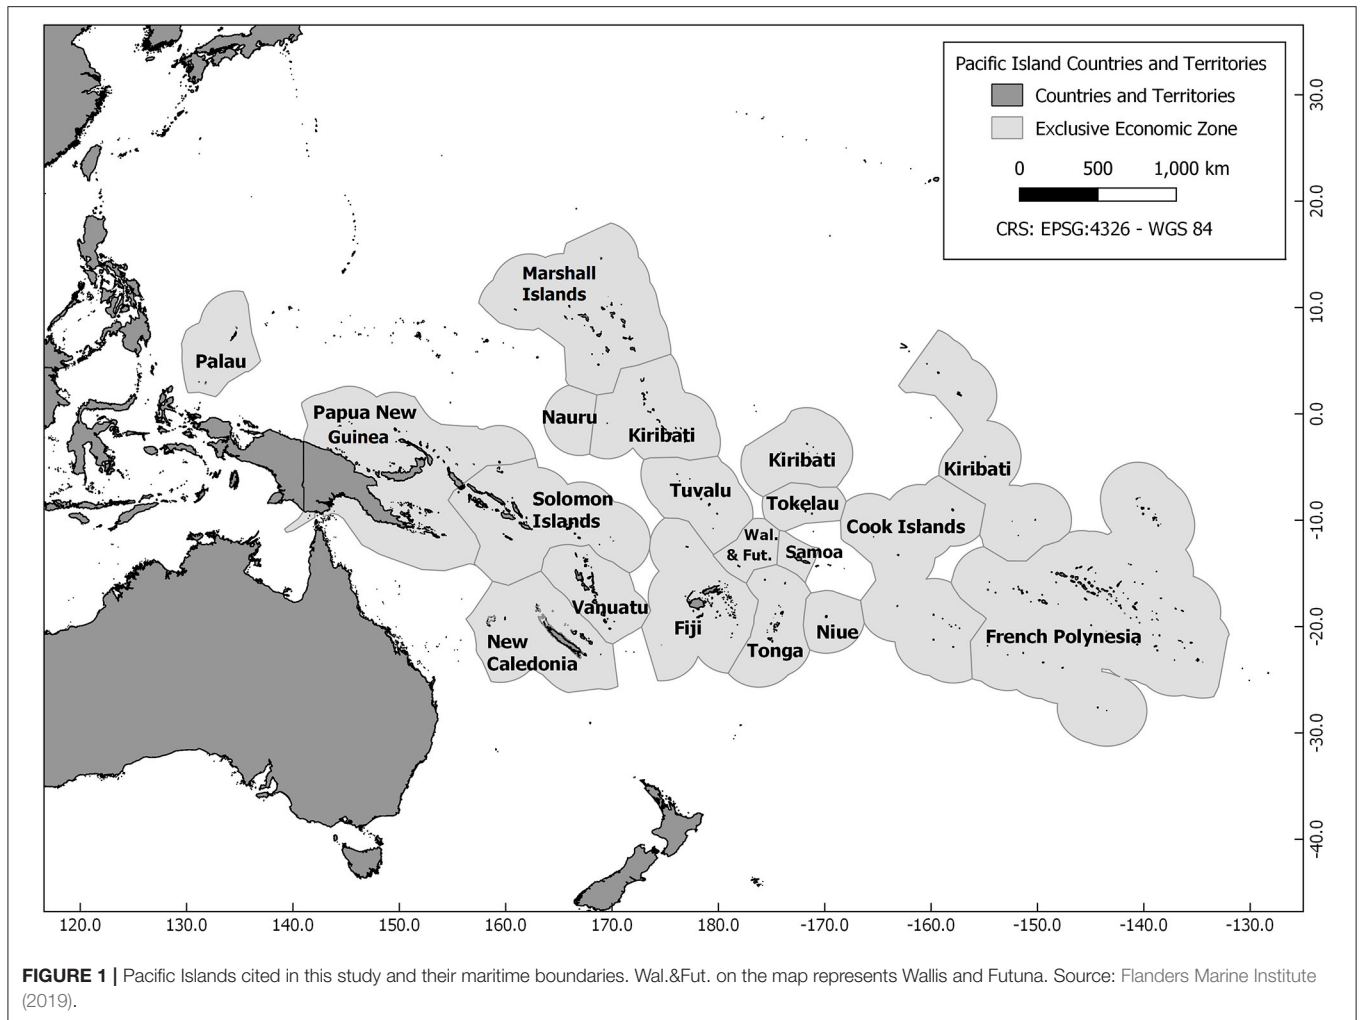 Pacific Island Countries and Territories
Countries and Territories
Exclusive Economic Zone
0 500 1,000 km
CRS: EPSG:4326 - WGS 84
Marshall
Islands
Palau
Papua New
Guinea
Nauru
Kiribati
Kiribati
Kiribati
Tuvalu
Tokelau
Solomon
Islands
Cook Islands
Wal.
& Fut.
Samoa
Vanuatu
Fiji
Niue
French Polynesia
New
Caledonia
Tonga
30.0
20.0
10.0
0.0
-10.0
-20.0
-30.0
-40.0
120.0 130.0 140.0 150.0 160.0 170.0 180.0 -170.0 -160.0 -150.0 -140.0 -130.0
FIGURE 1 | Pacific Islands cited in this study and their maritime boundaries. Wal.&Fut. on the map represents Wallis and Futuna. Source: Flanders Marine Institute
(2019).